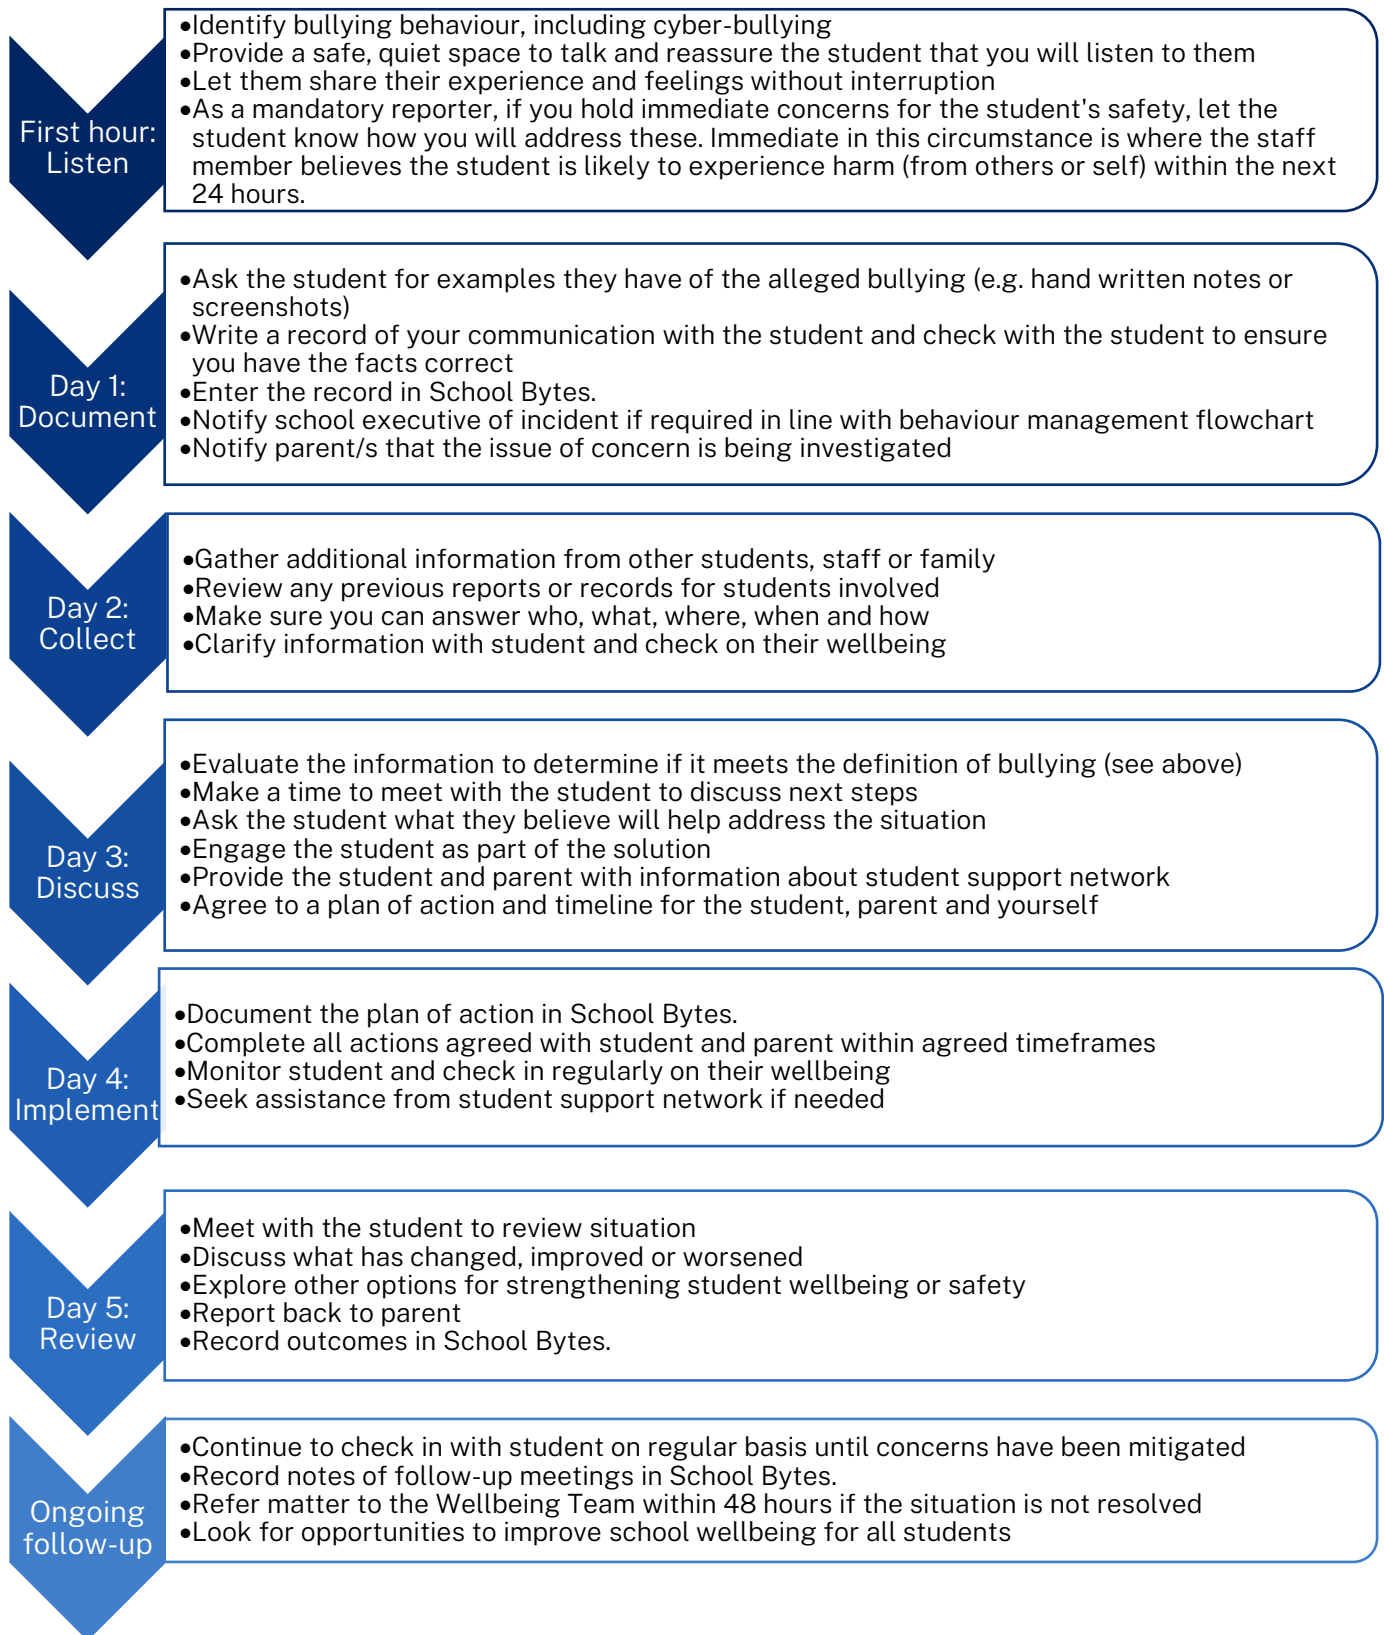 First hour:
Listen
•Identify bullying behaviour, including cyber-bullying
•Provide a safe, quiet space to talk and reassure the student that you will listen to them
•Let them share their experience and feelings without interruption
•As a mandatory reporter, if you hold immediate concerns for the student's safety, let the
student know how you will address these. Immediate in this circumstance is where the staff
member believes the student is likely to experience harm (from others or self) within the next
24 hours.
Day 1:
Document
•Ask the student for examples they have of the alleged bullying (e.g. hand written notes or
screenshots)
•Write a record of your communication with the student and check with the student to ensure
you have the facts correct
•Enter the record in School Bytes.
•Notify school executive of incident if required in line with behaviour management flowchart
•Notify parent/s that the issue of concern is being investigated
Day 2:
Collect
•Gather additional information from other students, staff or family
•Review any previous reports or records for students involved
•Make sure you can answer who, what, where, when and how
•Clarify information with student and check on their wellbeing
Day 3:
Discuss
•Evaluate the information to determine if it meets the definition of bullying (see above)
•Make a time to meet with the student to discuss next steps
•Ask the student what they believe will help address the situation
•Engage the student as part of the solution
•Provide the student and parent with information about student support network
•Agree to a plan of action and timeline for the student, parent and yourself
Day 4:
Implement
•Document the plan of action in School Bytes.
•Complete all actions agreed with student and parent within agreed timeframes
•Monitor student and check in regularly on their wellbeing
•Seek assistance from student support network if needed
Day 5:
Review
•Meet with the student to review situation
•Discuss what has changed, improved or worsened
•Explore other options for strengthening student wellbeing or safety
•Report back to parent
•Record outcomes in School Bytes.
Ongoing
follow-up
•Continue to check in with student on regular basis until concerns have been mitigated
•Record notes of follow-up meetings in School Bytes.
•Refer matter to the Wellbeing Team within 48 hours if the situation is not resolved
•Look for opportunities to improve school wellbeing for all students